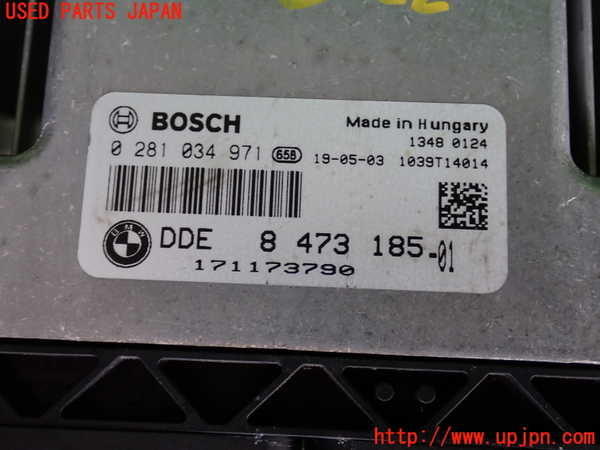 USED PARTS JAPAN
BOSCH
Made in Hungary
1348 0124
0 281 034 971 658
19-05-03 1039T14014
BMW
DDE 8 473 185-01
171173790
http://www.upjpn.com/